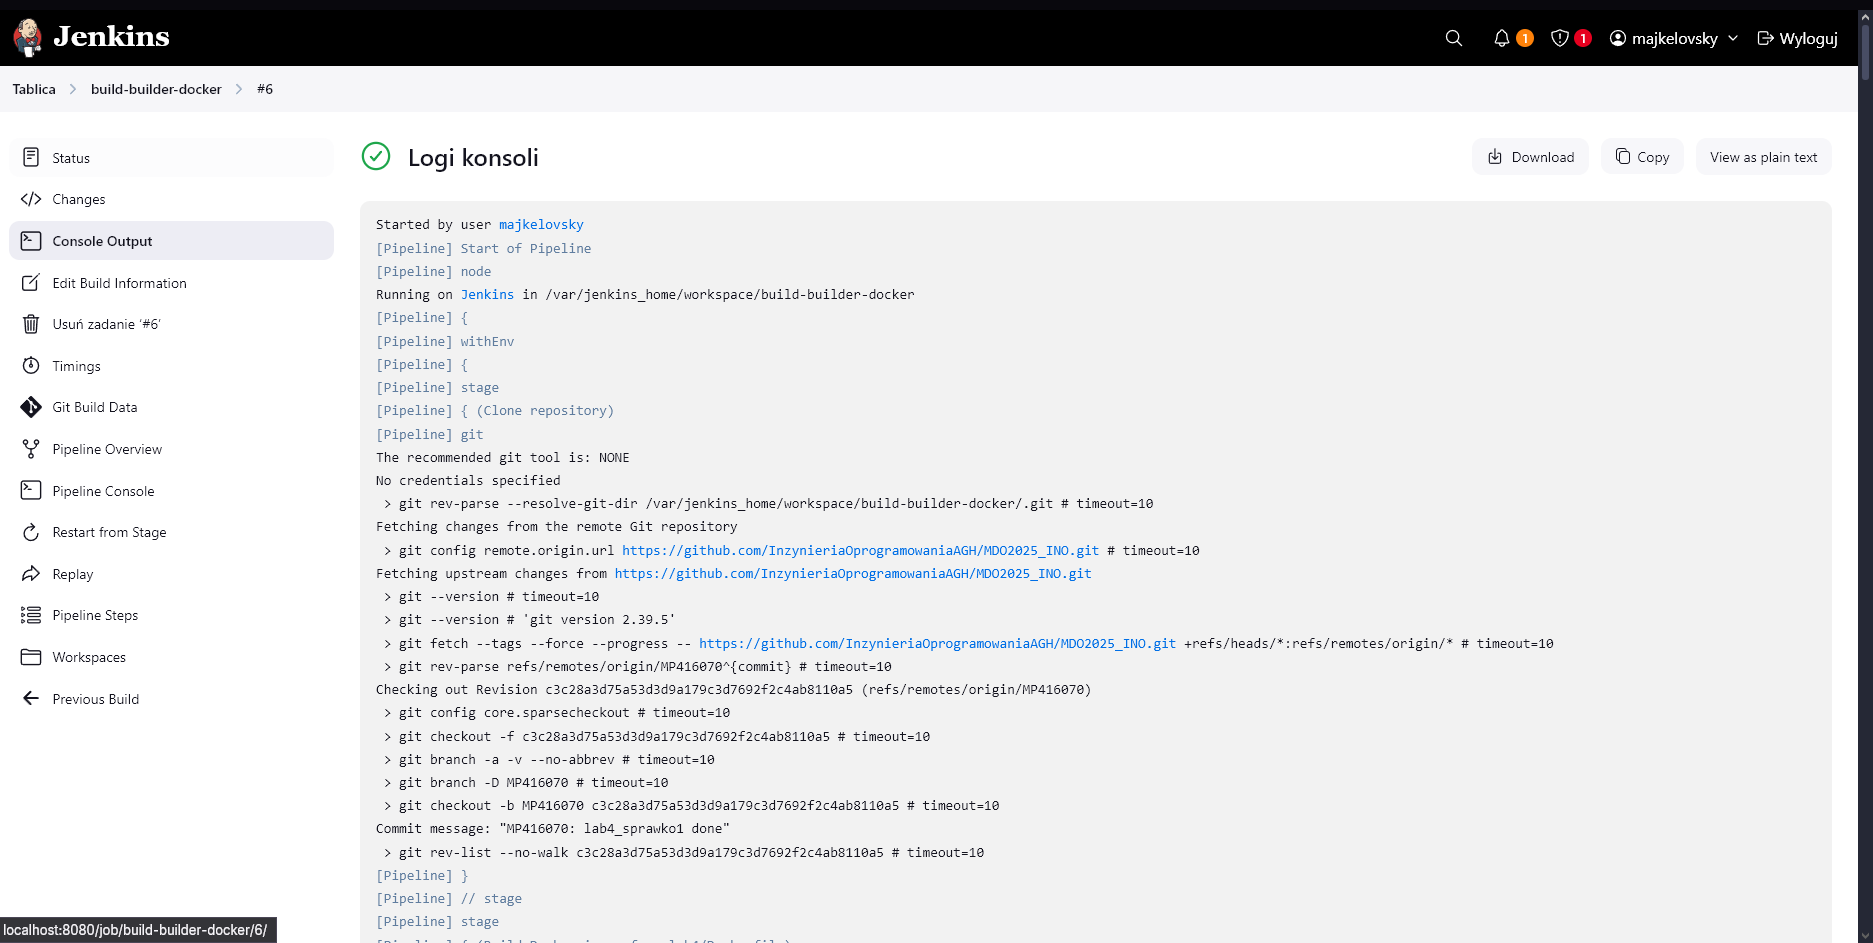 Jenkins
1
1
majkelovsky
Wyloguj
Tablica
build-builder-docker
#6
Status
Changes
Console Output
Edit Build Information
Usuń zadanie ‘#6’
Timings
Git Build Data
Pipeline Overview
Pipeline Console
Restart from Stage
Replay
Pipeline Steps
Workspaces
Previous Build
Logi konsoli
Download
Copy
View as plain text
Started by user majkelovsky
[Pipeline] Start of Pipeline
[Pipeline] node
Running on Jenkins in /var/jenkins_home/workspace/build-builder-docker
[Pipeline] {
[Pipeline] withEnv
[Pipeline] {
[Pipeline] stage
[Pipeline] { (Clone repository)
[Pipeline] git
The recommended git tool is: NONE
No credentials specified
> git rev-parse --resolve-git-dir /var/jenkins_home/workspace/build-builder-docker/.git # timeout=10
Fetching changes from the remote Git repository
> git config remote.origin.url https://github.com/InzynieriaOprogramowaniaAGH/MDO2025_INO.git # timeout=10
Fetching upstream changes from https://github.com/InzynieriaOprogramowaniaAGH/MDO2025_INO.git
> git --version # timeout=10
> git --version # 'git version 2.39.5'
> git fetch --tags --force --progress -- https://github.com/InzynieriaOprogramowaniaAGH/MDO2025_INO.git +refs/heads/*:refs/remotes/origin/* # timeout=10
> git rev-parse refs/remotes/origin/MP416070^{commit} # timeout=10
Checking out Revision c3c28a3d75a53d3d9a179c3d7692f2c4ab8110a5 (refs/remotes/origin/MP416070)
> git config core.sparsecheckout # timeout=10
> git checkout -f c3c28a3d75a53d3d9a179c3d7692f2c4ab8110a5 # timeout=10
> git branch -a -v --no-abbrev # timeout=10
> git branch -D MP416070 # timeout=10
> git checkout -b MP416070 c3c28a3d75a53d3d9a179c3d7692f2c4ab8110a5 # timeout=10
Commit message: "MP416070: lab4_sprawko1 done"
> git rev-list --no-walk c3c28a3d75a53d3d9a179c3d7692f2c4ab8110a5 # timeout=10
[Pipeline] }
[Pipeline] // stage
[Pipeline] stage
localhost:8080/job/build-builder-docker/6/